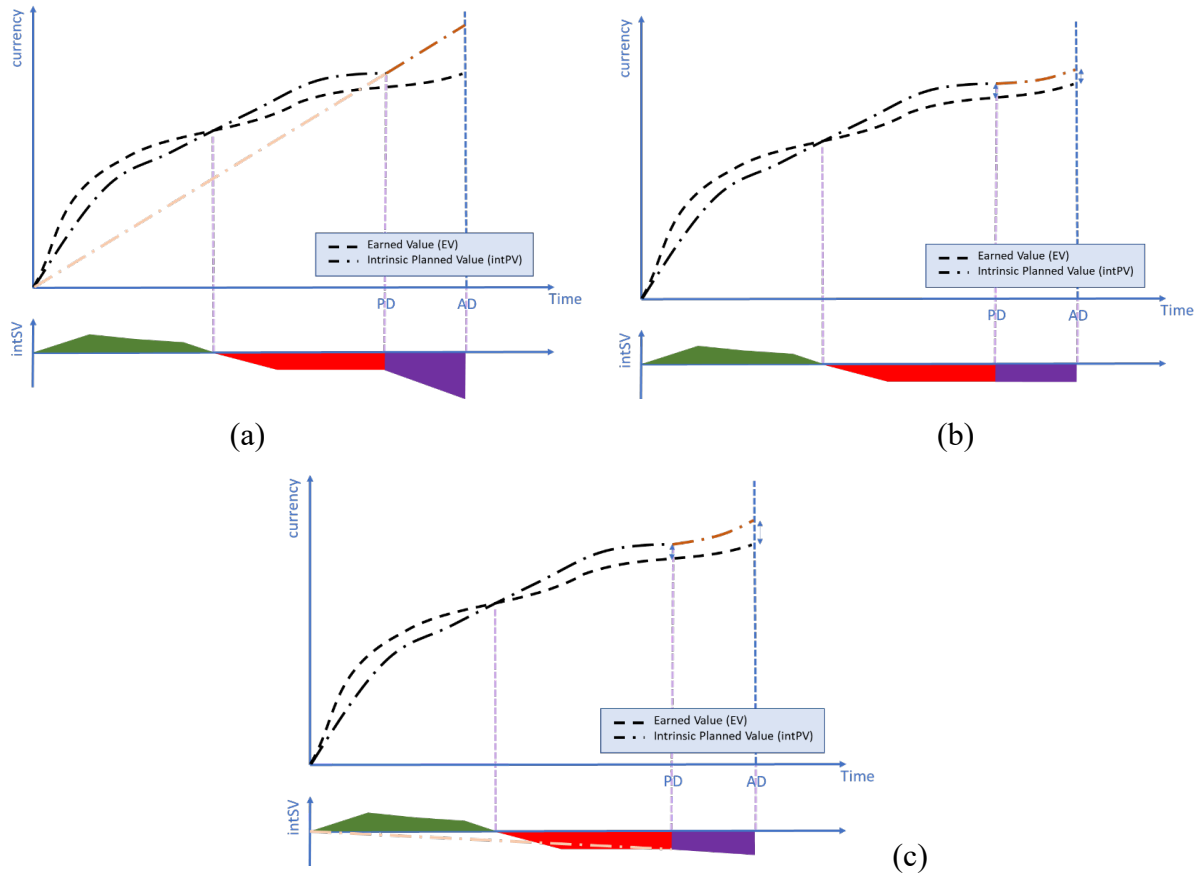 currency
Earned Value (EV)
Intrinsic Planned Value (intPV)
Time
PD
AD
intSV
(a)
currency
Earned Value (EV)
Intrinsic Planned Value (intPV)
Time
PD
AD
intSV
(b)
currency
Earned Value (EV)
Intrinsic Planned Value (intPV)
Time
PD
AD
intSV
(c)